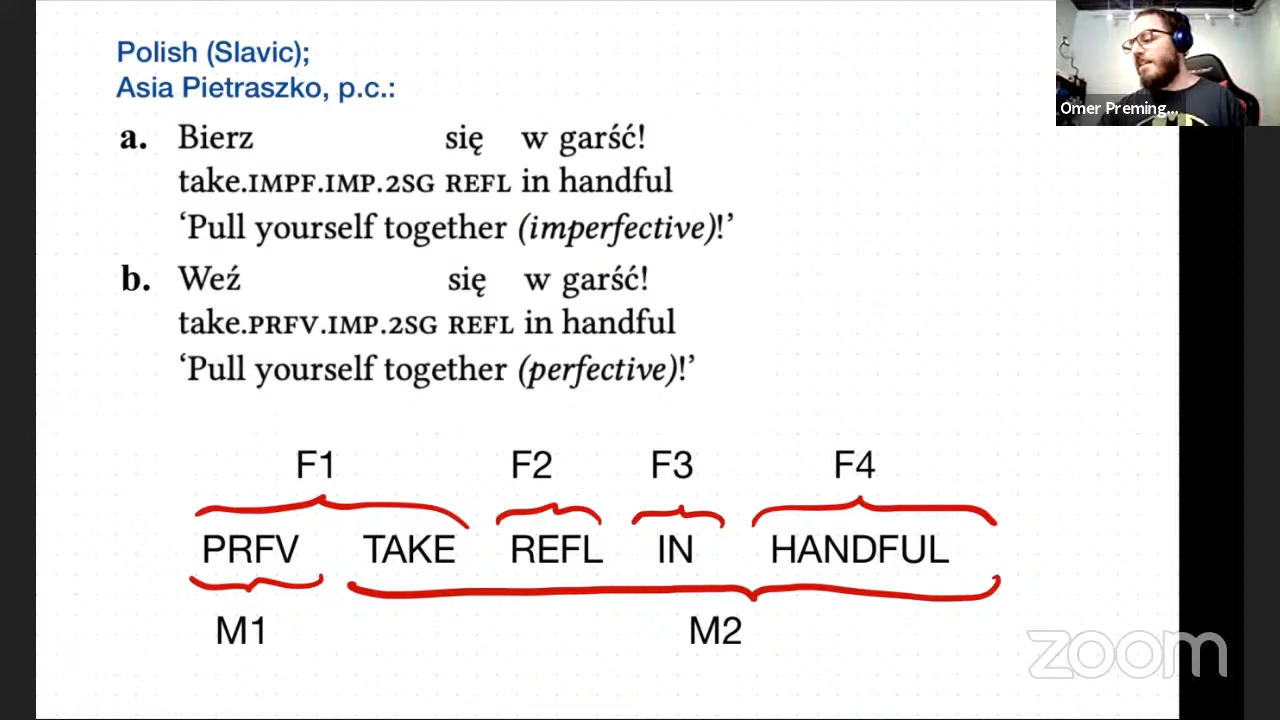 Polish (Slavic);
Asia Pietraszko, p.c.:
a. Bierz się w garść!
take.IMPF.IMP.2SG REFL in handful
‘Pull yourself together (imperfective)!’
b. Weź się w garść!
take.PRFV.IMP.2SG REFL in handful
‘Pull yourself together (perfective)!’
F1 F2 F3 F4
PRFV TAKE REFL IN HANDFUL
M1 M2
Omer Preming...
zoom